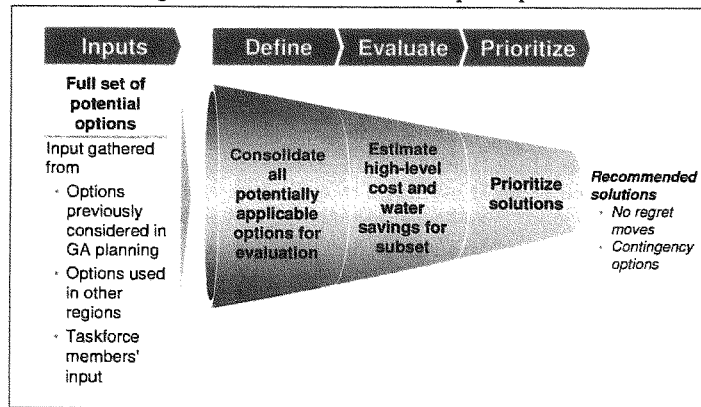 Inputs
Define
Evaluate
Prioritize
Full set of
potential
options
Input gathered
from
• Options
previously
considered in
GA planning
• Options used
in other
regions
• Taskforce
members'
input
Consolidate
all
potentially
applicable
options for
evaluation
Estimate
high-level
cost and
water
savings for
subset
Prioritize
solutions
Recommended
solutions
• No regret
moves
• Contingency
options